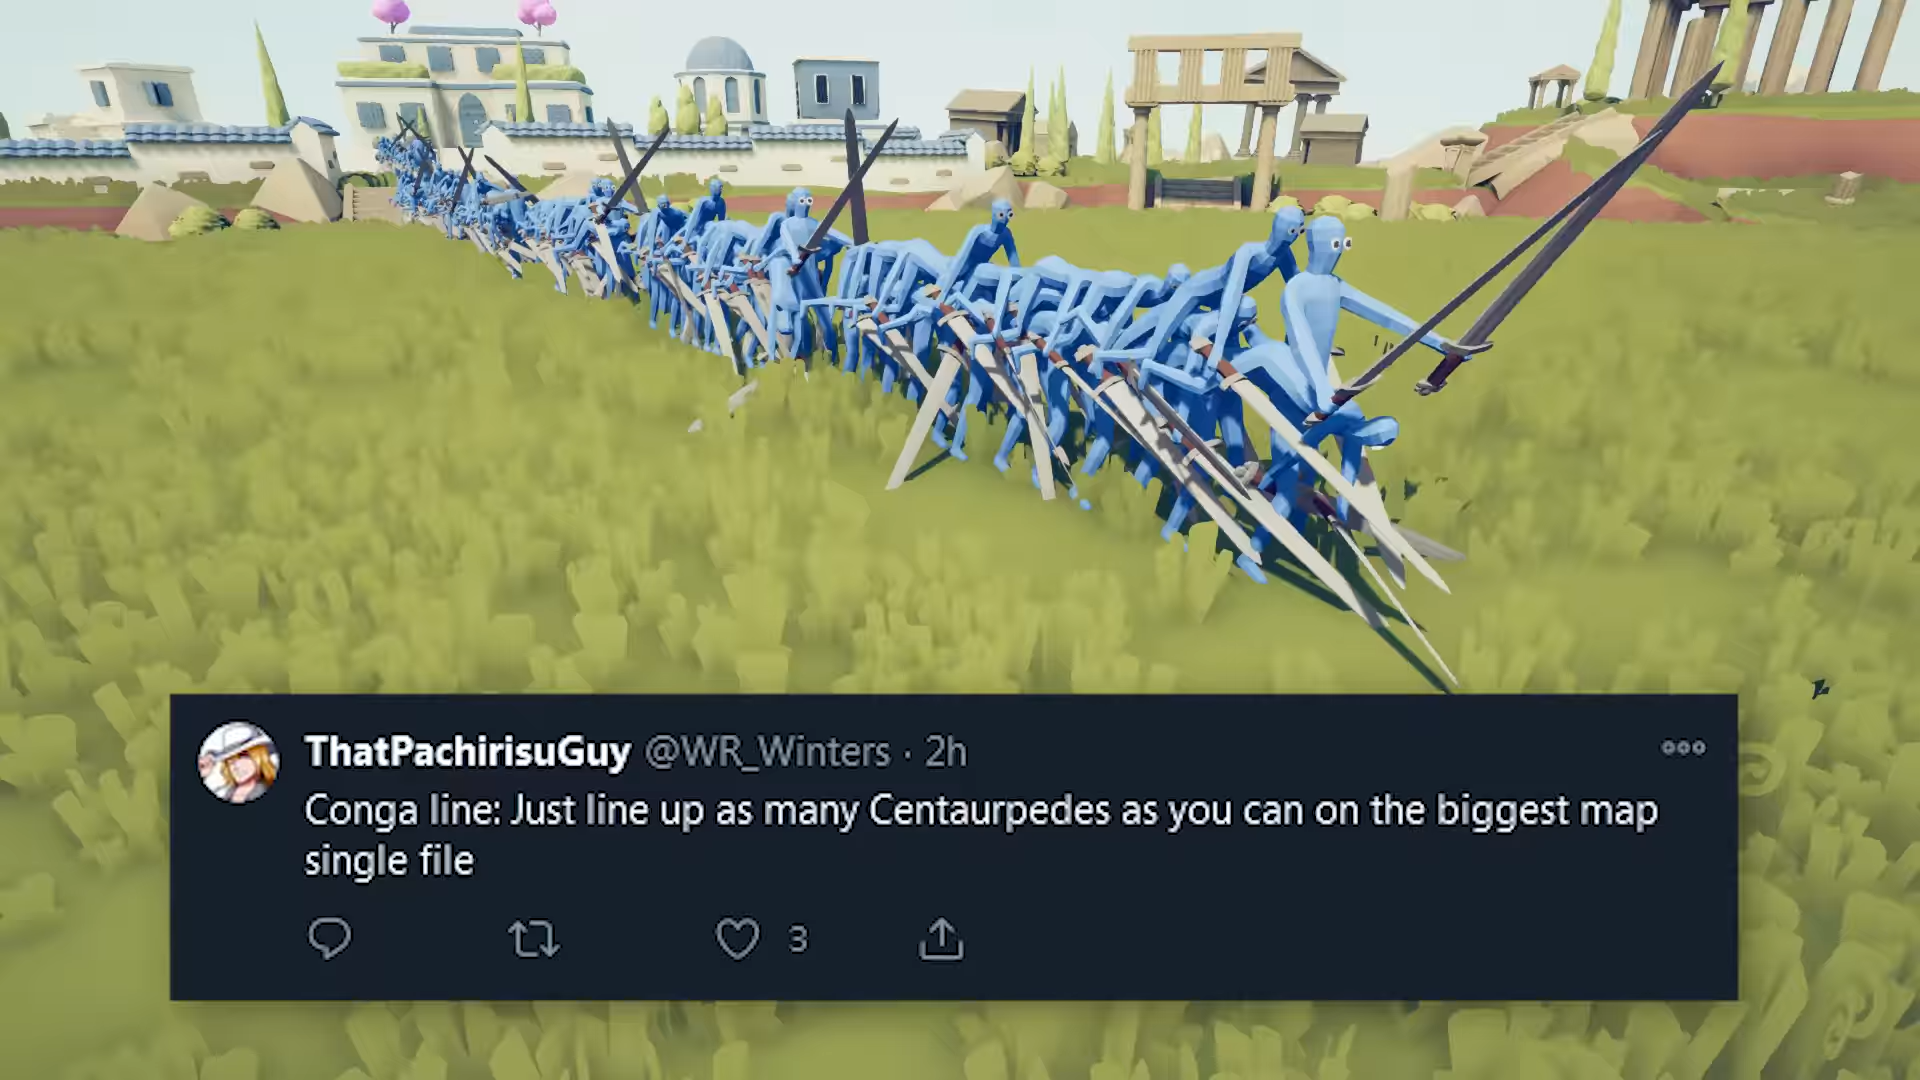 ThatPachirisuGuy @WR_Winters · 2h
Conga line: Just line up as many Centaurpedes as you can on the biggest map
single file
3